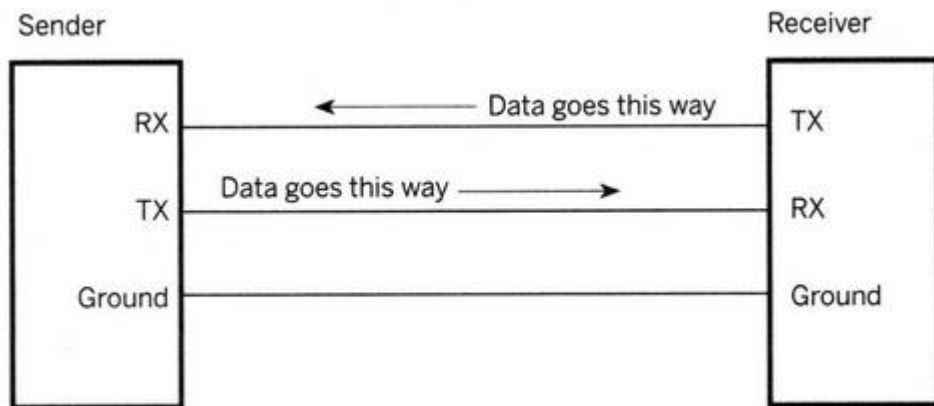 Sender
Receiver
RX
Data goes this way
TX
TX
Data goes this way
RX
Ground
Ground